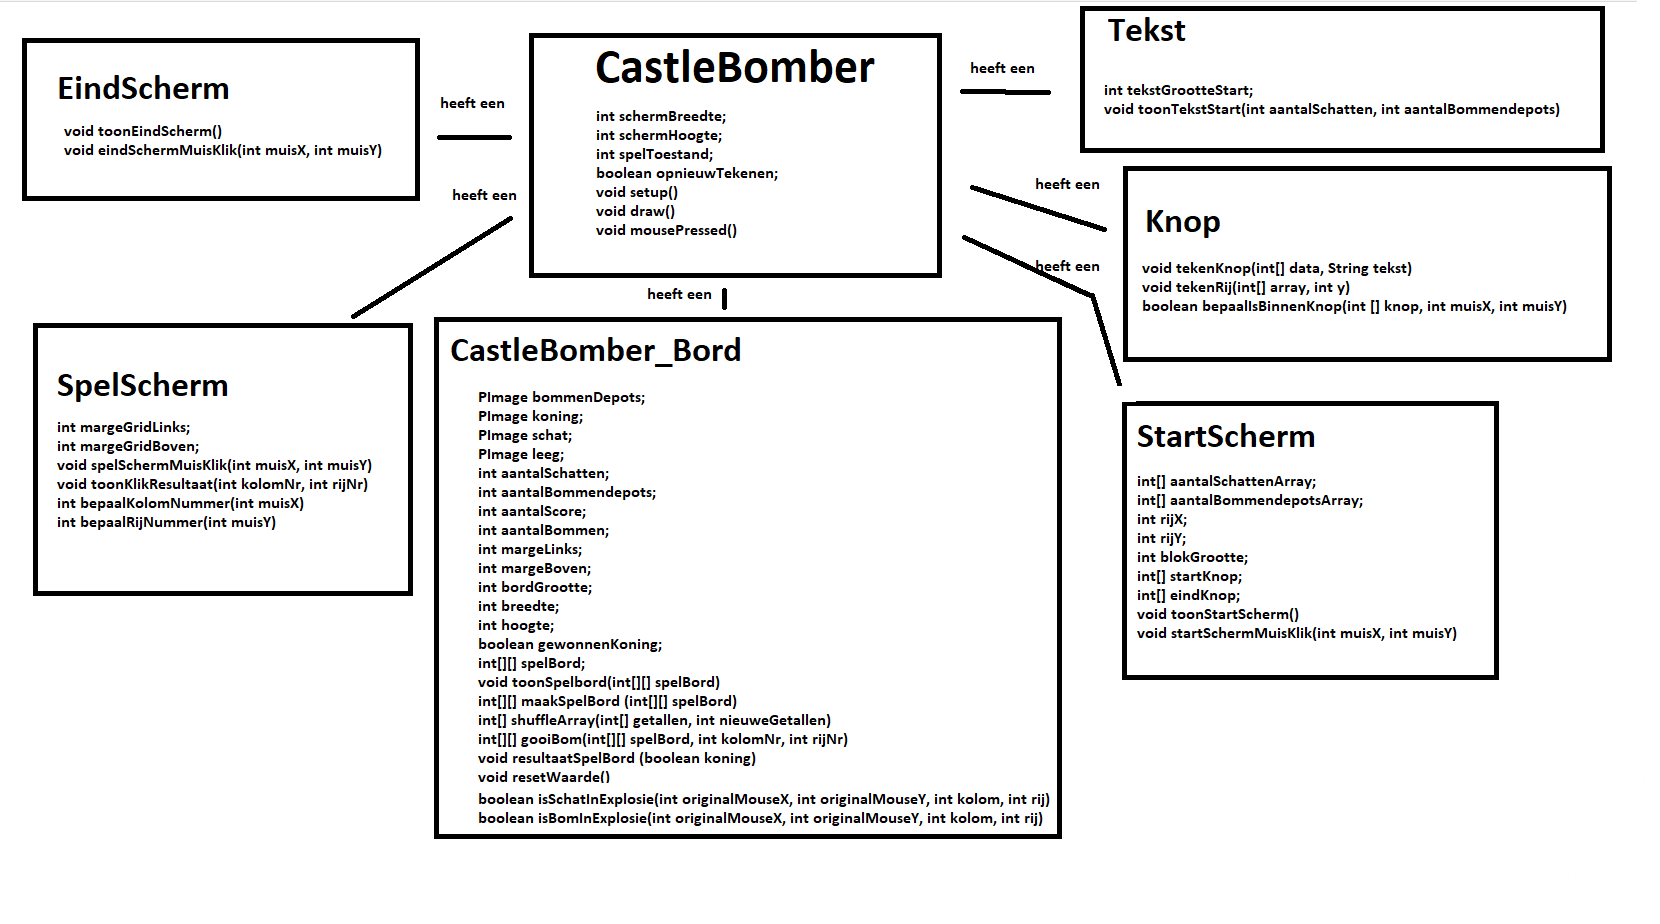 EindScherm
void toonEindScherm()
void eindSchermMuisKlik(int muisX, int muisY)
heeft een
CastleBomber
int schermBreedte;
int schermHoogte;
int spelToestand;
boolean opnieuwTekenen;
void setup()
void draw()
void mousePressed()
heeft een
Tekst
int tekstGrootteStart;
void toonTekstStart(int aantalSchatten, int aantalBommendepots)
heeft een
Knop
void tekenKnop(int[] data, String tekst)
void tekenRij(int[] array, int y)
boolean bepaalIsBinnenKnop(int [] knop, int muisX, int muisY)
heeft een
SpelScherm
int margeGridLinks;
int margeGridBoven;
void spelSchermMuisKlik(int muisX, int muisY)
void toonKlikResultaat(int kolomNr, int rijNr)
int bepaalKolomNummer(int muisX)
int bepaalRijNummer(int muisY)
heeft een
CastleBomber_Bord
PImage bommenDepots;
PImage koning;
PImage schat;
PImage leeg;
int aantalSchatten;
int aantalBommendepots;
int aantalScore;
int aantalBommen;
int margeLinks;
int margeBoven;
int bordGrootte;
int breedte;
int hoogte;
boolean gewonnenKoning;
int[][] spelBord;
void toonSpelbord(int[][] spelBord)
int[][] maakSpelBord (int[][] spelBord)
int[] shuffleArray(int[] getallen, int nieuweGetallen)
int[][] gooiBom(int[][] spelBord, int kolomNr, int rijNr)
void resultaatSpelBord (boolean koning)
void resetWaarde()
boolean isSchatInExplosie(int originalMouseX, int originalMouseY, int kolom, int rij)
boolean isBomInExplosie(int originalMouseX, int originalMouseY, int kolom, int rij)
heeft een
StartScherm
int[] aantalSchattenArray;
int[] aantalBommendepotsArray;
int rijX;
int rijY;
int blokGrootte;
int[] startKnop;
int[] eindKnop;
void toonStartScherm()
void startSchermMuisKlik(int muisX, int muisY)